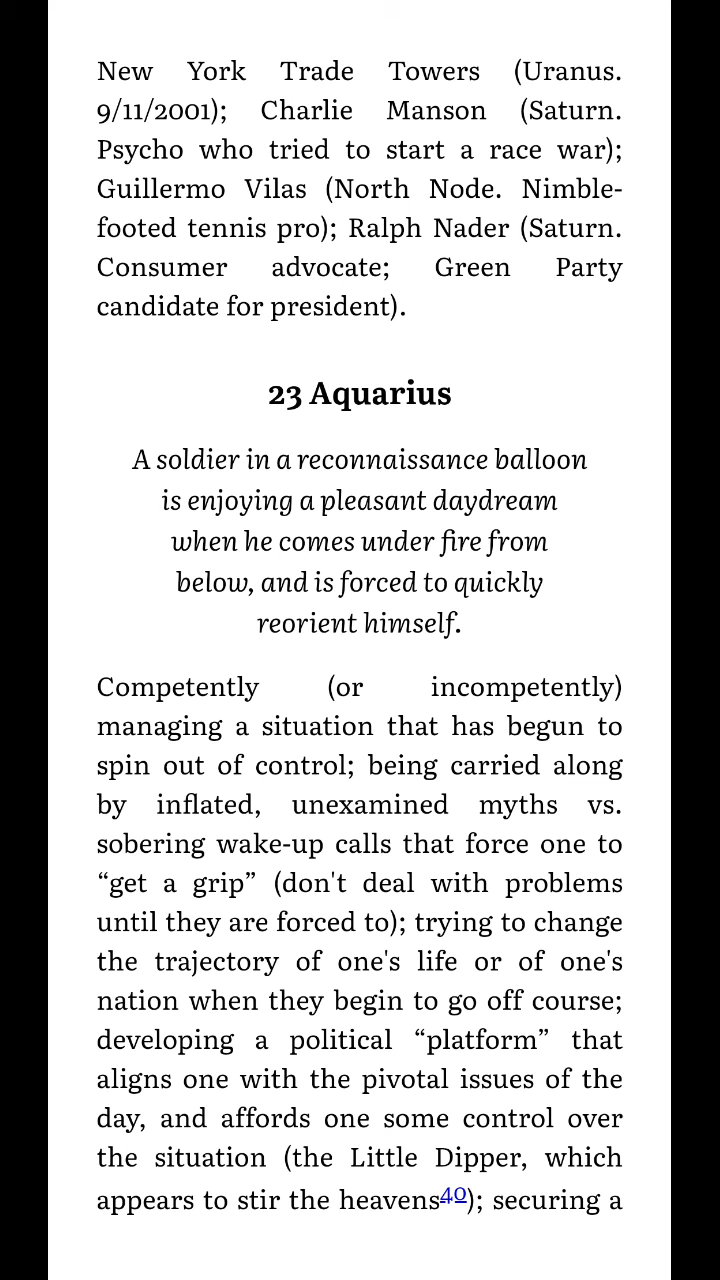 New York Trade Towers (Uranus.
9/11/2001); Charlie Manson (Saturn.
Psycho who tried to start a race war);
Guillermo Vilas (North Node. Nimble-
footed tennis pro); Ralph Nader (Saturn.
Consumer advocate; Green Party
candidate for president).
23 Aquarius
A soldier in a reconnaissance balloon
is enjoying a pleasant daydream
when he comes under fire from
below, and is forced to quickly
reorient himself.
Competently (or incompetently)
managing a situation that has begun to
spin out of control; being carried along
by inflated, unexamined myths vs.
sobering wake-up calls that force one to
“get a grip” (don't deal with problems
until they are forced to); trying to change
the trajectory of one's life or of one's
nation when they begin to go off course;
developing a political “platform” that
aligns one with the pivotal issues of the
day, and affords one some control over
the situation (the Little Dipper, which
appears to stir the heavens40); securing a